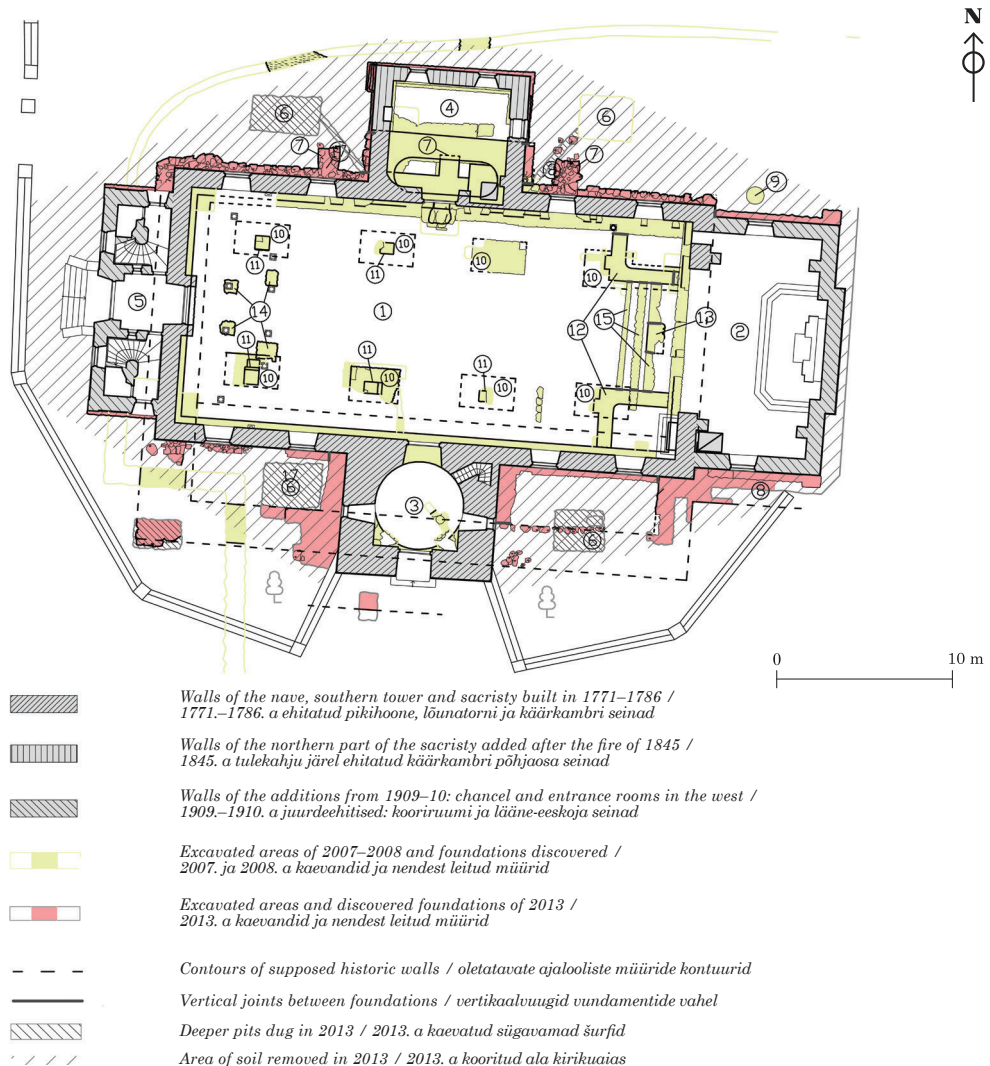 N
6
4
6
7
7
7
9
10
10
10
10
11
11
5
14
1
12
15
13
2
11
11
11
10
10
10
10
17
6
3
8
6
0
10 m
Walls of the nave, southern tower and sacristy built in 1771–1786 /
1771.–1786. a ehitatud pikihoone, lõunatorni ja käärkambri seinad
Walls of the northern part of the sacristy added after the fire of 1845 /
1845. a tulekahju järel ehitatud käärkambri põhjaosa seinad
Walls of the additions from 1909–10: chancel and entrance rooms in the west /
1909.–1910. a juurdeehitised: kooriruumi ja lääne-eeskoja seinad
Excavated areas of 2007–2008 and foundations discovered /
2007. ja 2008. a kaevandid ja nendest leitud müürid
Excavated areas and discovered foundations of 2013 /
2013. a kaevandid ja nendest leitud müürid
Contours of supposed historic walls / oletatavate ajalooliste müüride kontuurid
Vertical joints between foundations / vertikaalvuugid vundamentide vahel
Deeper pits dug in 2013 / 2013. a kaevatud sügavamad šurfid
Area of soil removed in 2013 / 2013. a kooritud ala kirikuaias